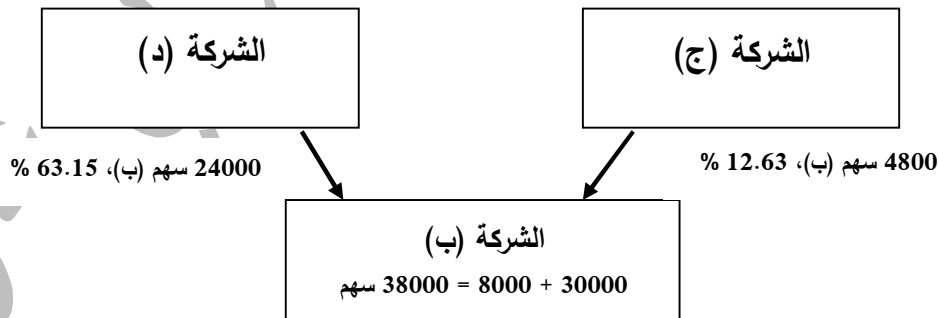 الشركة (ج)
الشركة (د)
4800 سهم (ب)، 12.63 %
24000 سهم (ب)، 63.15 %
الشركة (ب)
30000 + 8000 = 38000 سهم